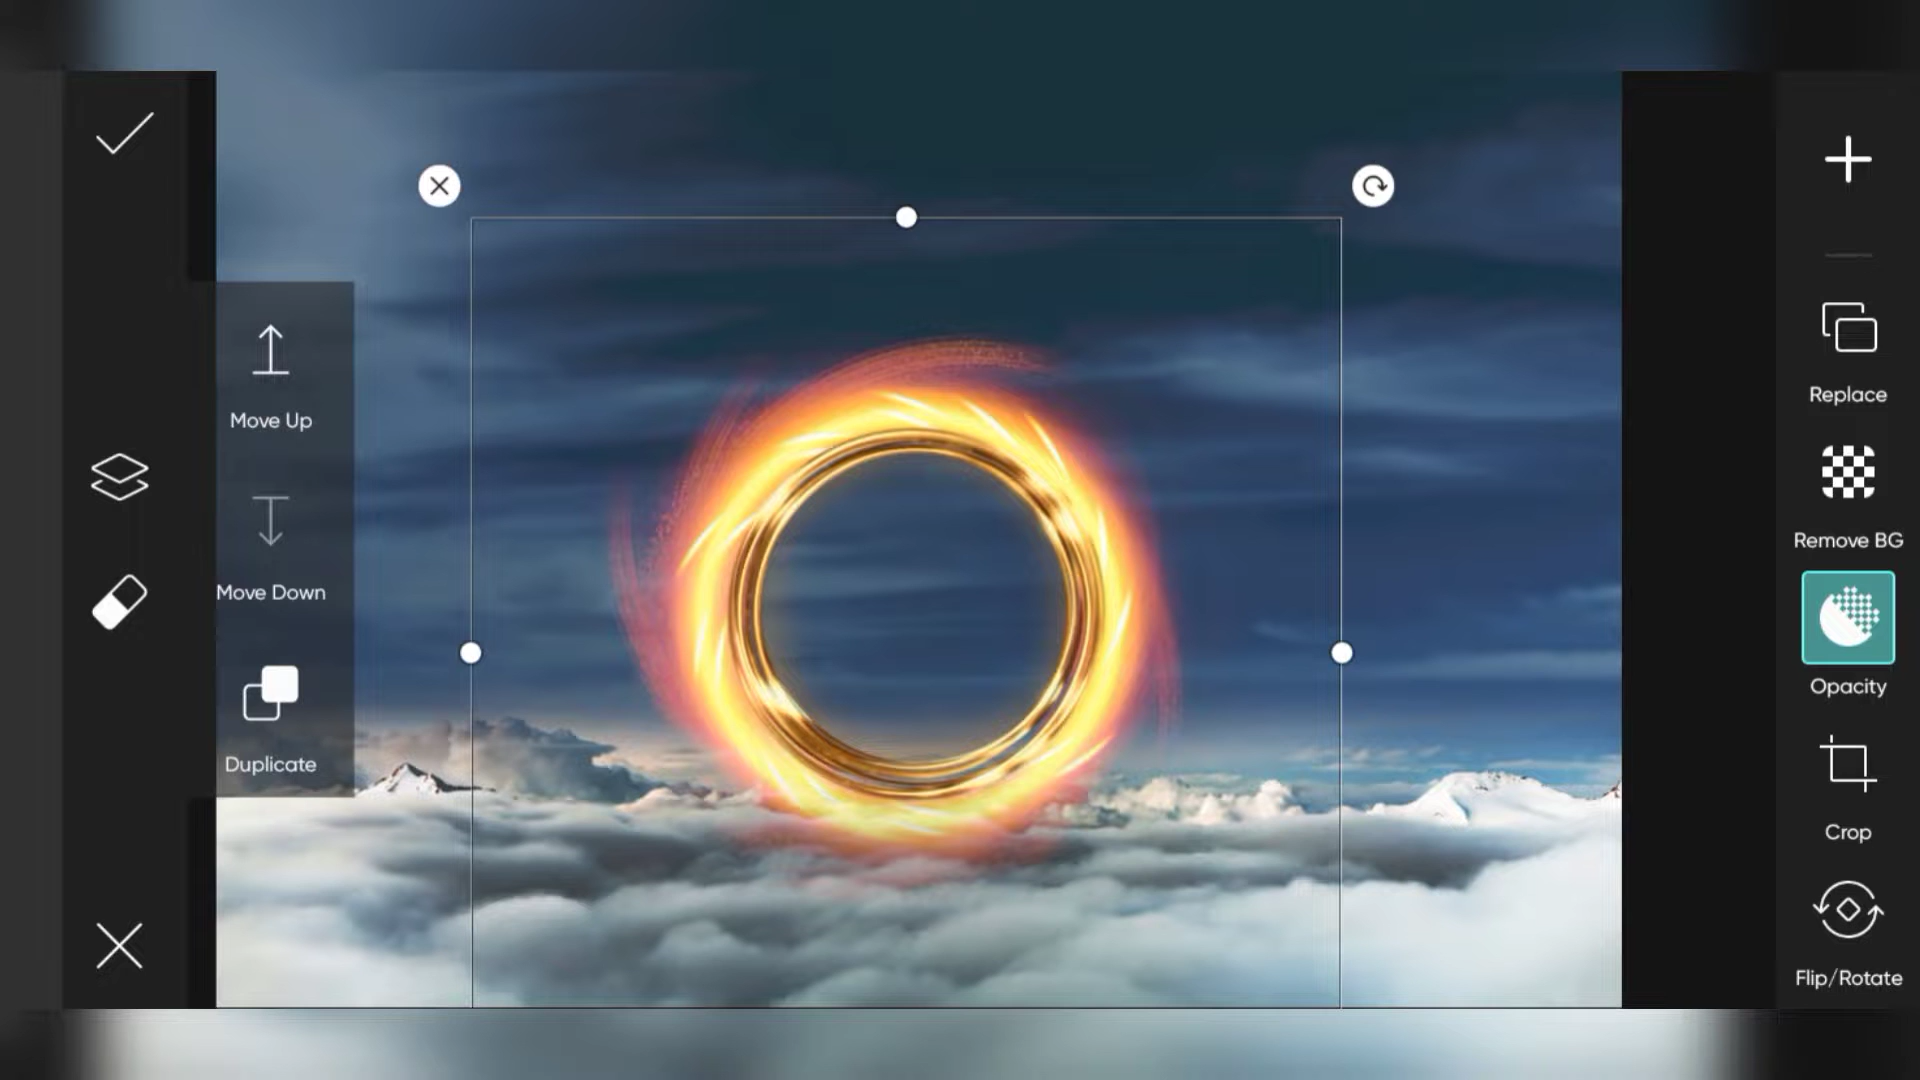 Move Up
Move Down
Duplicate
Replace
Remove BG
Opacity
Crop
Flip/Rotate